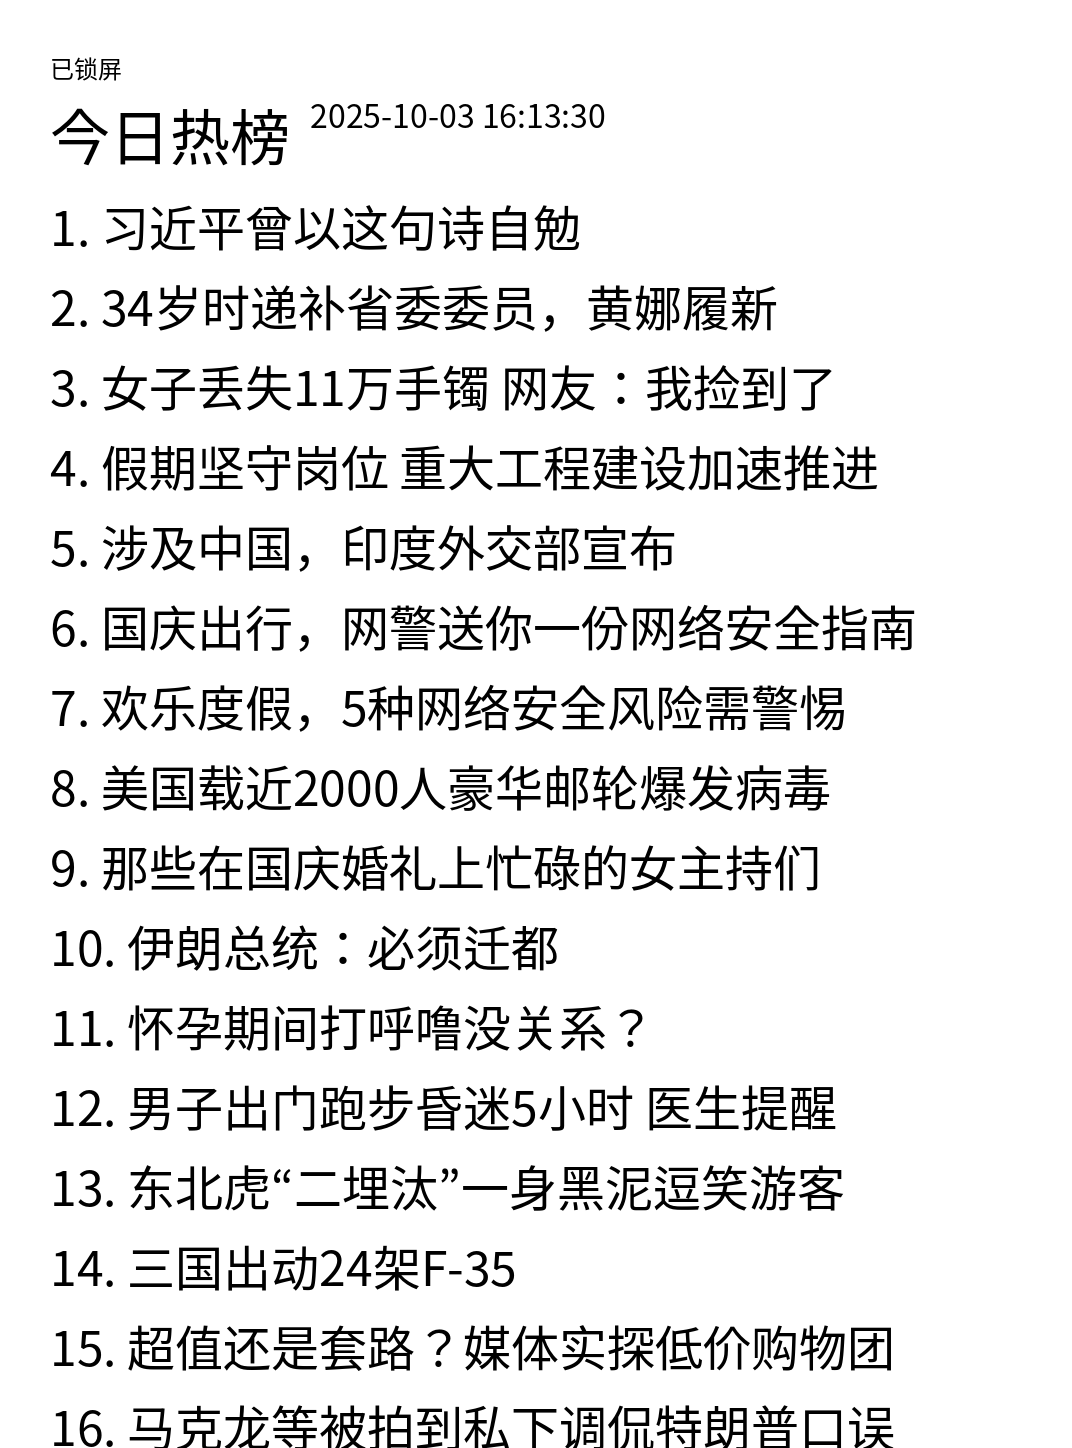 已锁屏
今日热榜 2025-10-03 16:13:30
1. 习近平曾以这句诗自勉
2. 34岁时递补省委委员，黄娜履新
3. 女子丢失11万手镯 网友：我捡到了
4. 假期坚守岗位 重大工程建设加速推进
5. 涉及中国，印度外交部宣布
6. 国庆出行，网警送你一份网络安全指南
7. 欢乐度假，5种网络安全风险需警惕
8. 美国载近2000人豪华邮轮爆发病毒
9. 那些在国庆婚礼上忙碌的女主持们
10. 伊朗总统：必须迁都
11. 怀孕期间打呼噜没关系？
12. 男子出门跑步昏迷5小时 医生提醒
13. 东北虎“二埋汰”一身黑泥逗笑游客
14. 三国出动24架F-35
15. 超值还是套路？媒体实探低价购物团
16. 马克龙等被拍到私下调侃特朗普口误